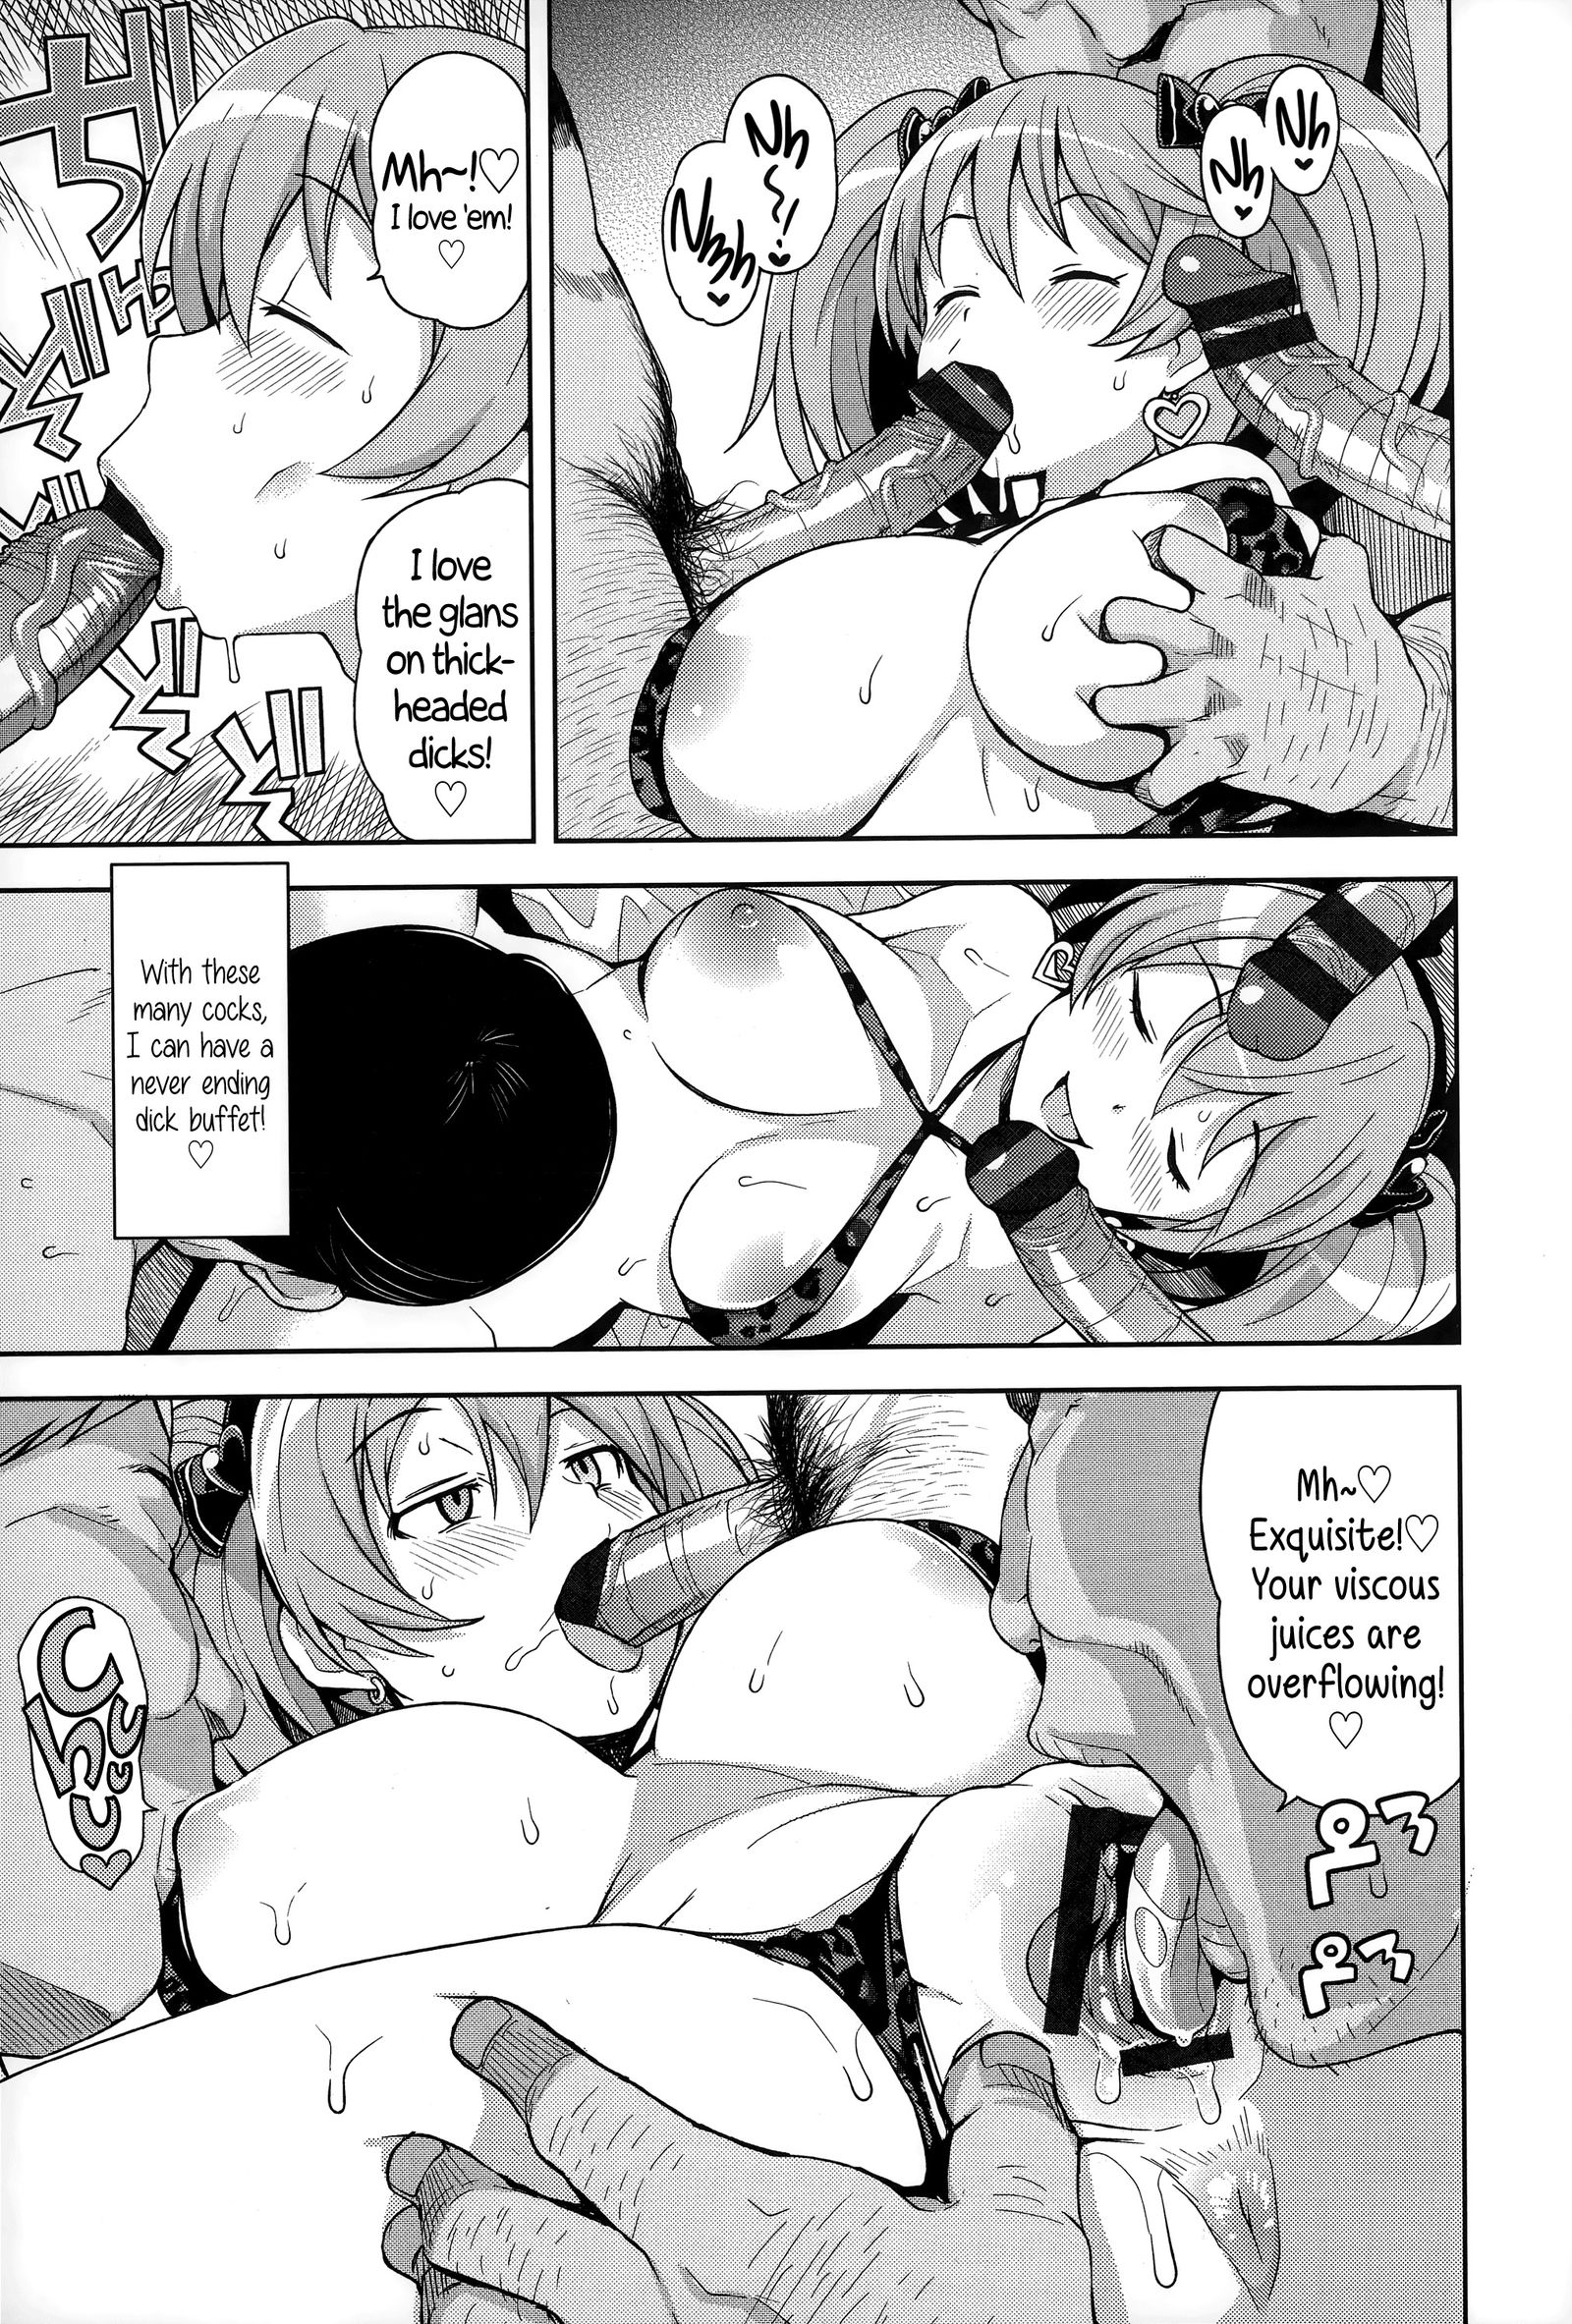 Nh
~!♥
Nmh
♥
Nh
♥
Nh
♥
Mh~!♡
I love 'em!
♡
I love
the glans
on thick-
headed
dicks!
♡
With these
many cocks,
I can have a
never ending
dick buffet!
♡
Mh~♡
Exquisite!♡
Your viscous
juices are
overflowing!
♡